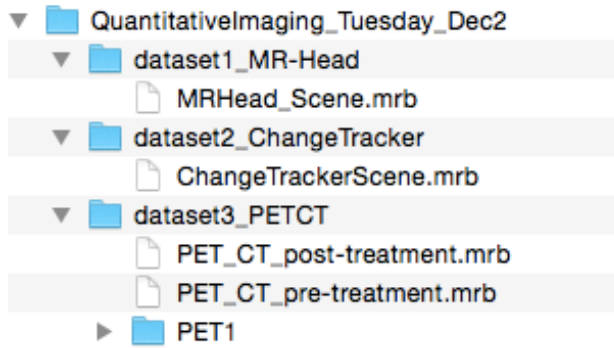 QuantitativeImaging_Tuesday_Dec2
dataset1_MR-Head
MRHead_Scene.mrb
dataset2_ChangeTracker
ChangeTrackerScene.mrb
dataset3_PETCT
PET_CT_post-treatment.mrb
PET_CT_pre-treatment.mrb
PET1